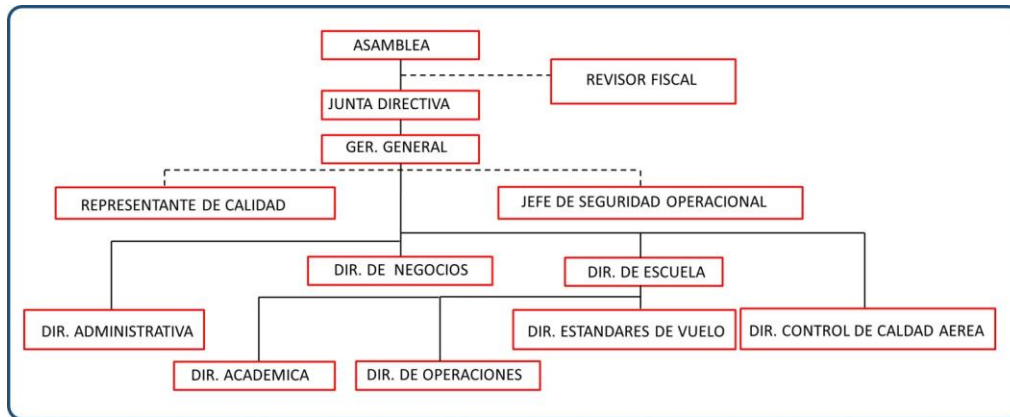 ASAMBLEA
REVISOR FISCAL
JUNTA DIRECTIVA
GER. GENERAL
REPRESENTANTE DE CALIDAD
JEFE DE SEGURIDAD OPERACIONAL
DIR. DE NEGOCIOS
DIR. DE ESCUELA
DIR. ADMINISTRATIVA
DIR. ESTANDARES DE VUELO
DIR. CONTROL DE CALDAD AEREA
DIR. ACADEMICA
DIR. DE OPERACIONES